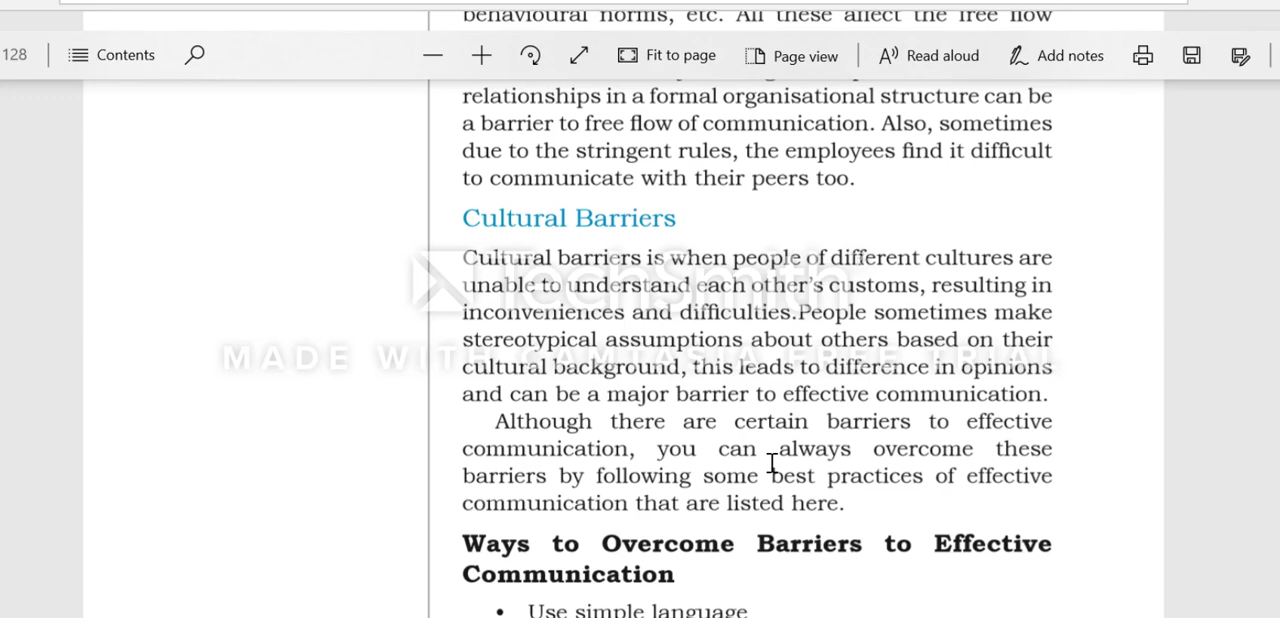 behavioural norms, etc. All these affect the free flow
128
Contents
Fit to page
Page view
Read aloud
Add notes
relationships in a formal organisational structure can be
a barrier to free flow of communication. Also, sometimes
due to the stringent rules, the employees find it difficult
to communicate with their peers too.
Cultural Barriers
Cultural barriers is when people of different cultures are
unable to understand each other's customs, resulting in
inconveniences and difficulties.People sometimes make
stereotypical assumptions about others based on their
cultural background, this leads to difference in opinions
and can be a major barrier to effective communication.
TechSmith
MADE WITH CAMTASIA FREE TRIAL
Although there are certain barriers to effective
communication, you can always overcome these
barriers by following some best practices of effective
communication that are listed here.
Ways to Overcome Barriers to Effective
Communication
• Use simple language